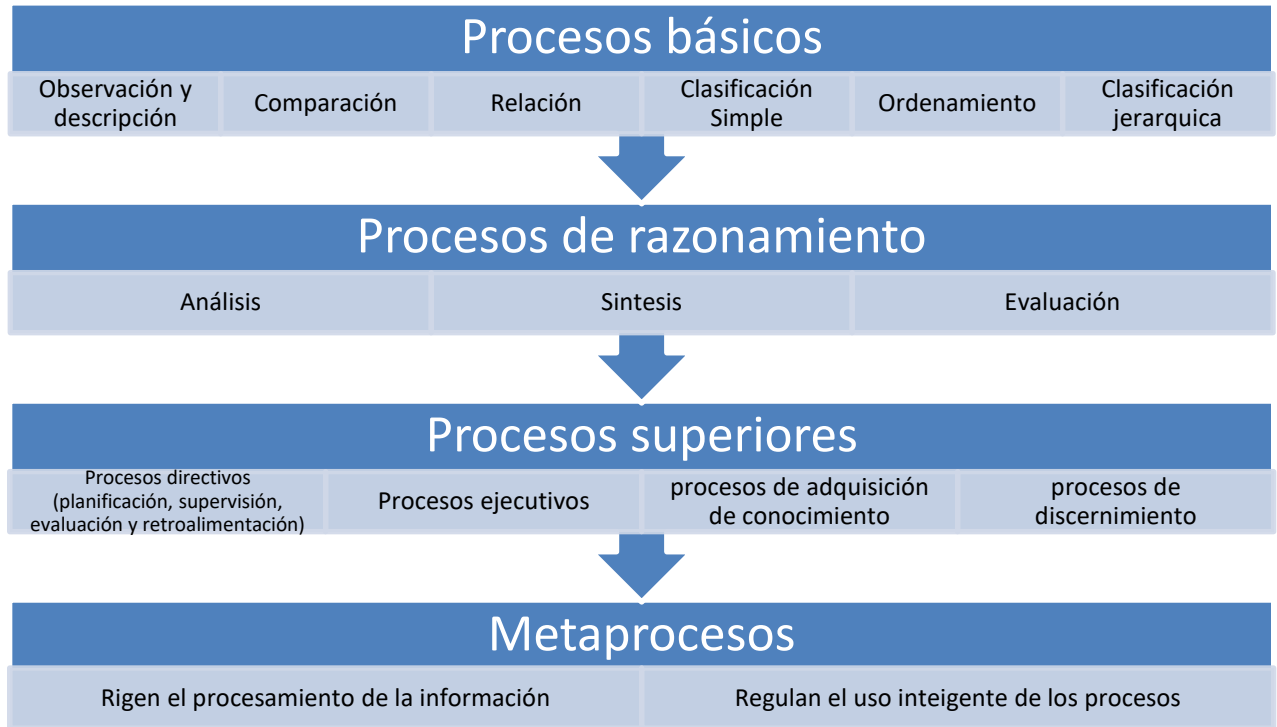 Procesos básicos
Observación y
descripción
Comparación
Relación
Clasificación
Simple
Ordenamiento
Clasificación
jerarquica
Procesos de razonamiento
Análisis
Sintesis
Evaluación
Procesos superiores
Procesos directivos
(planificación, supervisión,
evaluación y retroalimentación)
Procesos ejecutivos
procesos de adquisición
de conocimiento
procesos de
discernimiento
Metaprocesos
Rigen el procesamiento de la información
Regulan el uso inteigente de los procesos